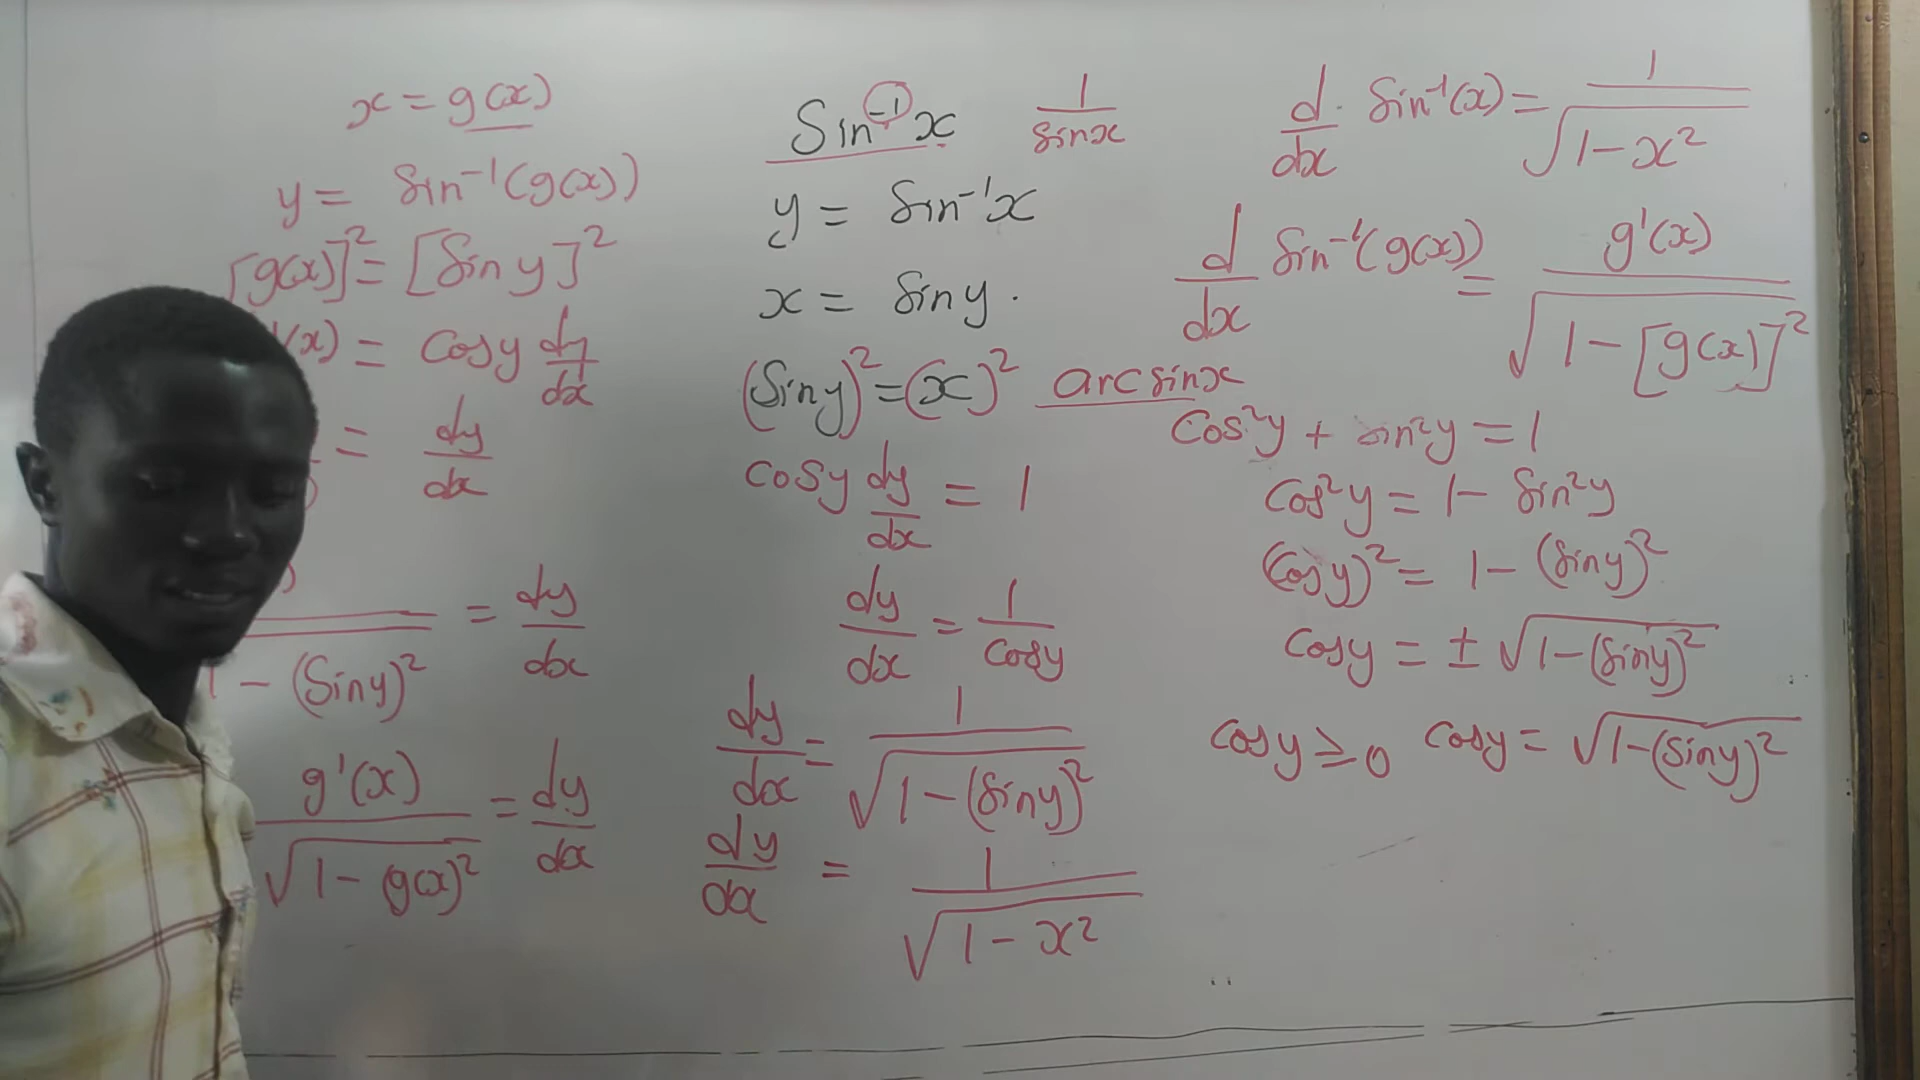 x = g(x)
y = Sin⁻¹(g(x))
[g(x)]² = [Sin y]²
(x) = Cosy dy/dx
= dy/dx
= dy/dx
1 - (Siny)²
g'(x)/√(1 - (g(x)²) = dy/dx
Sin⁻¹x 1/sinx
y = Sin⁻¹x
x = Siny.
(Siny)² = (x)² arcsinx
cosy dy/dx = 1
dy/dx = 1/cosy
dy/dx = 1/√(1 - (Siny)²)
dy/dx = 1/√(1 - x²)
d/dx Sin⁻¹(x) = 1/√(1 - x²)
d/dx Sin⁻¹(g(x)) = g'(x)/√(1 - [g(x)]²)
Cos²y + sin²y = 1
Cos²y = 1 - Sin²y
(Cosy)² = 1 - (Siny)²
Cosy = ± √(1 - (Siny)²)
Cosy ≥ 0 Cosy = √(1 - (Siny)²)